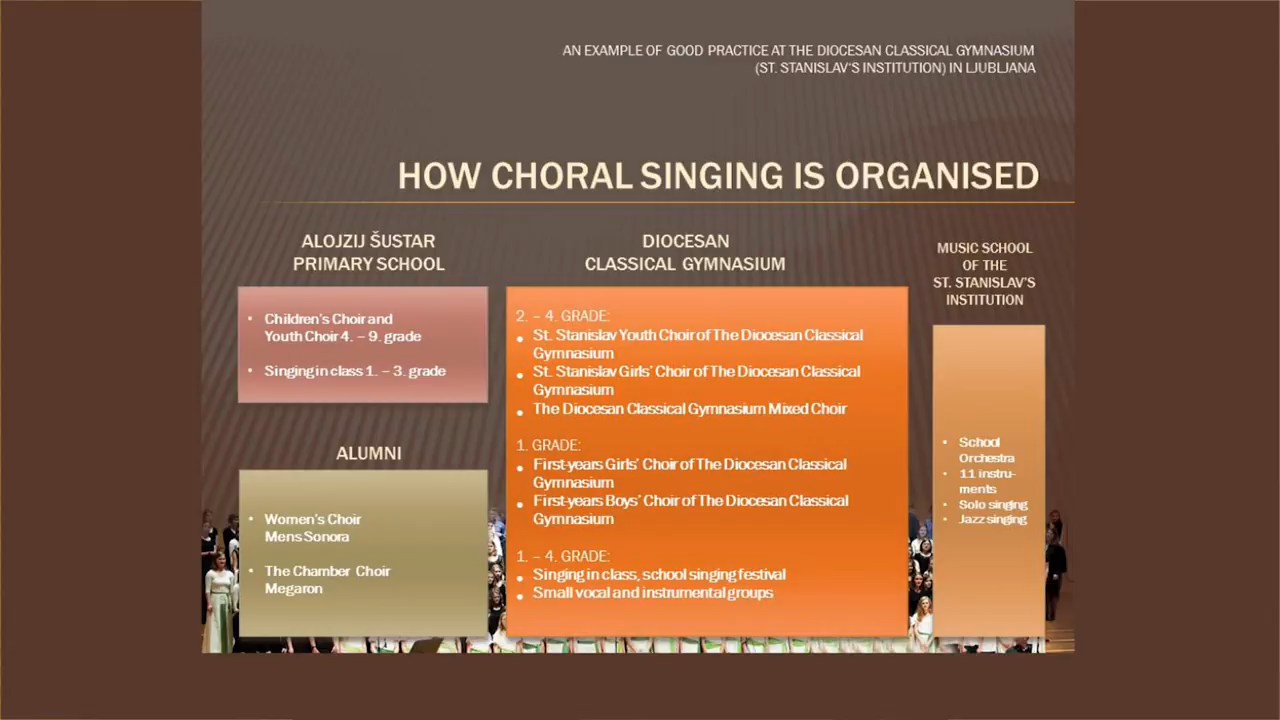 AN EXAMPLE OF GOOD PRACTICE AT THE DIOCESAN CLASSICAL GYMNASIUM
(ST. STANISLAV'S INSTITUTION) IN LJUBLJANA
HOW CHORAL SINGING IS ORGANISED
ALOJZIJ ŠUSTAR
PRIMARY SCHOOL
• Children's Choir and
Youth Choir 4. – 9. grade
• Singing in class 1. – 3. grade
ALUMNI
• Women's Choir
Mens Sonora
• The Chamber Choir
Megaron
DIOCESAN
CLASSICAL GYMNASIUM
2. – 4. GRADE:
• St. Stanislav Youth Choir of The Diocesan Classical
Gymnasium
• St. Stanislav Girls' Choir of The Diocesan Classical
Gymnasium
• The Diocesan Classical Gymnasium Mixed Choir
1. GRADE:
• First-years Girls' Choir of The Diocesan Classical
Gymnasium
• First-years Boys' Choir of The Diocesan Classical
Gymnasium
1. – 4. GRADE:
• Singing in class, school singing festival
• Small vocal and instrumental groups
MUSIC SCHOOL
OF THE
ST. STANISLAV'S
INSTITUTION
• School
Orchestra
• 11 instru-
ments
• Solo singing
• Jazz singing